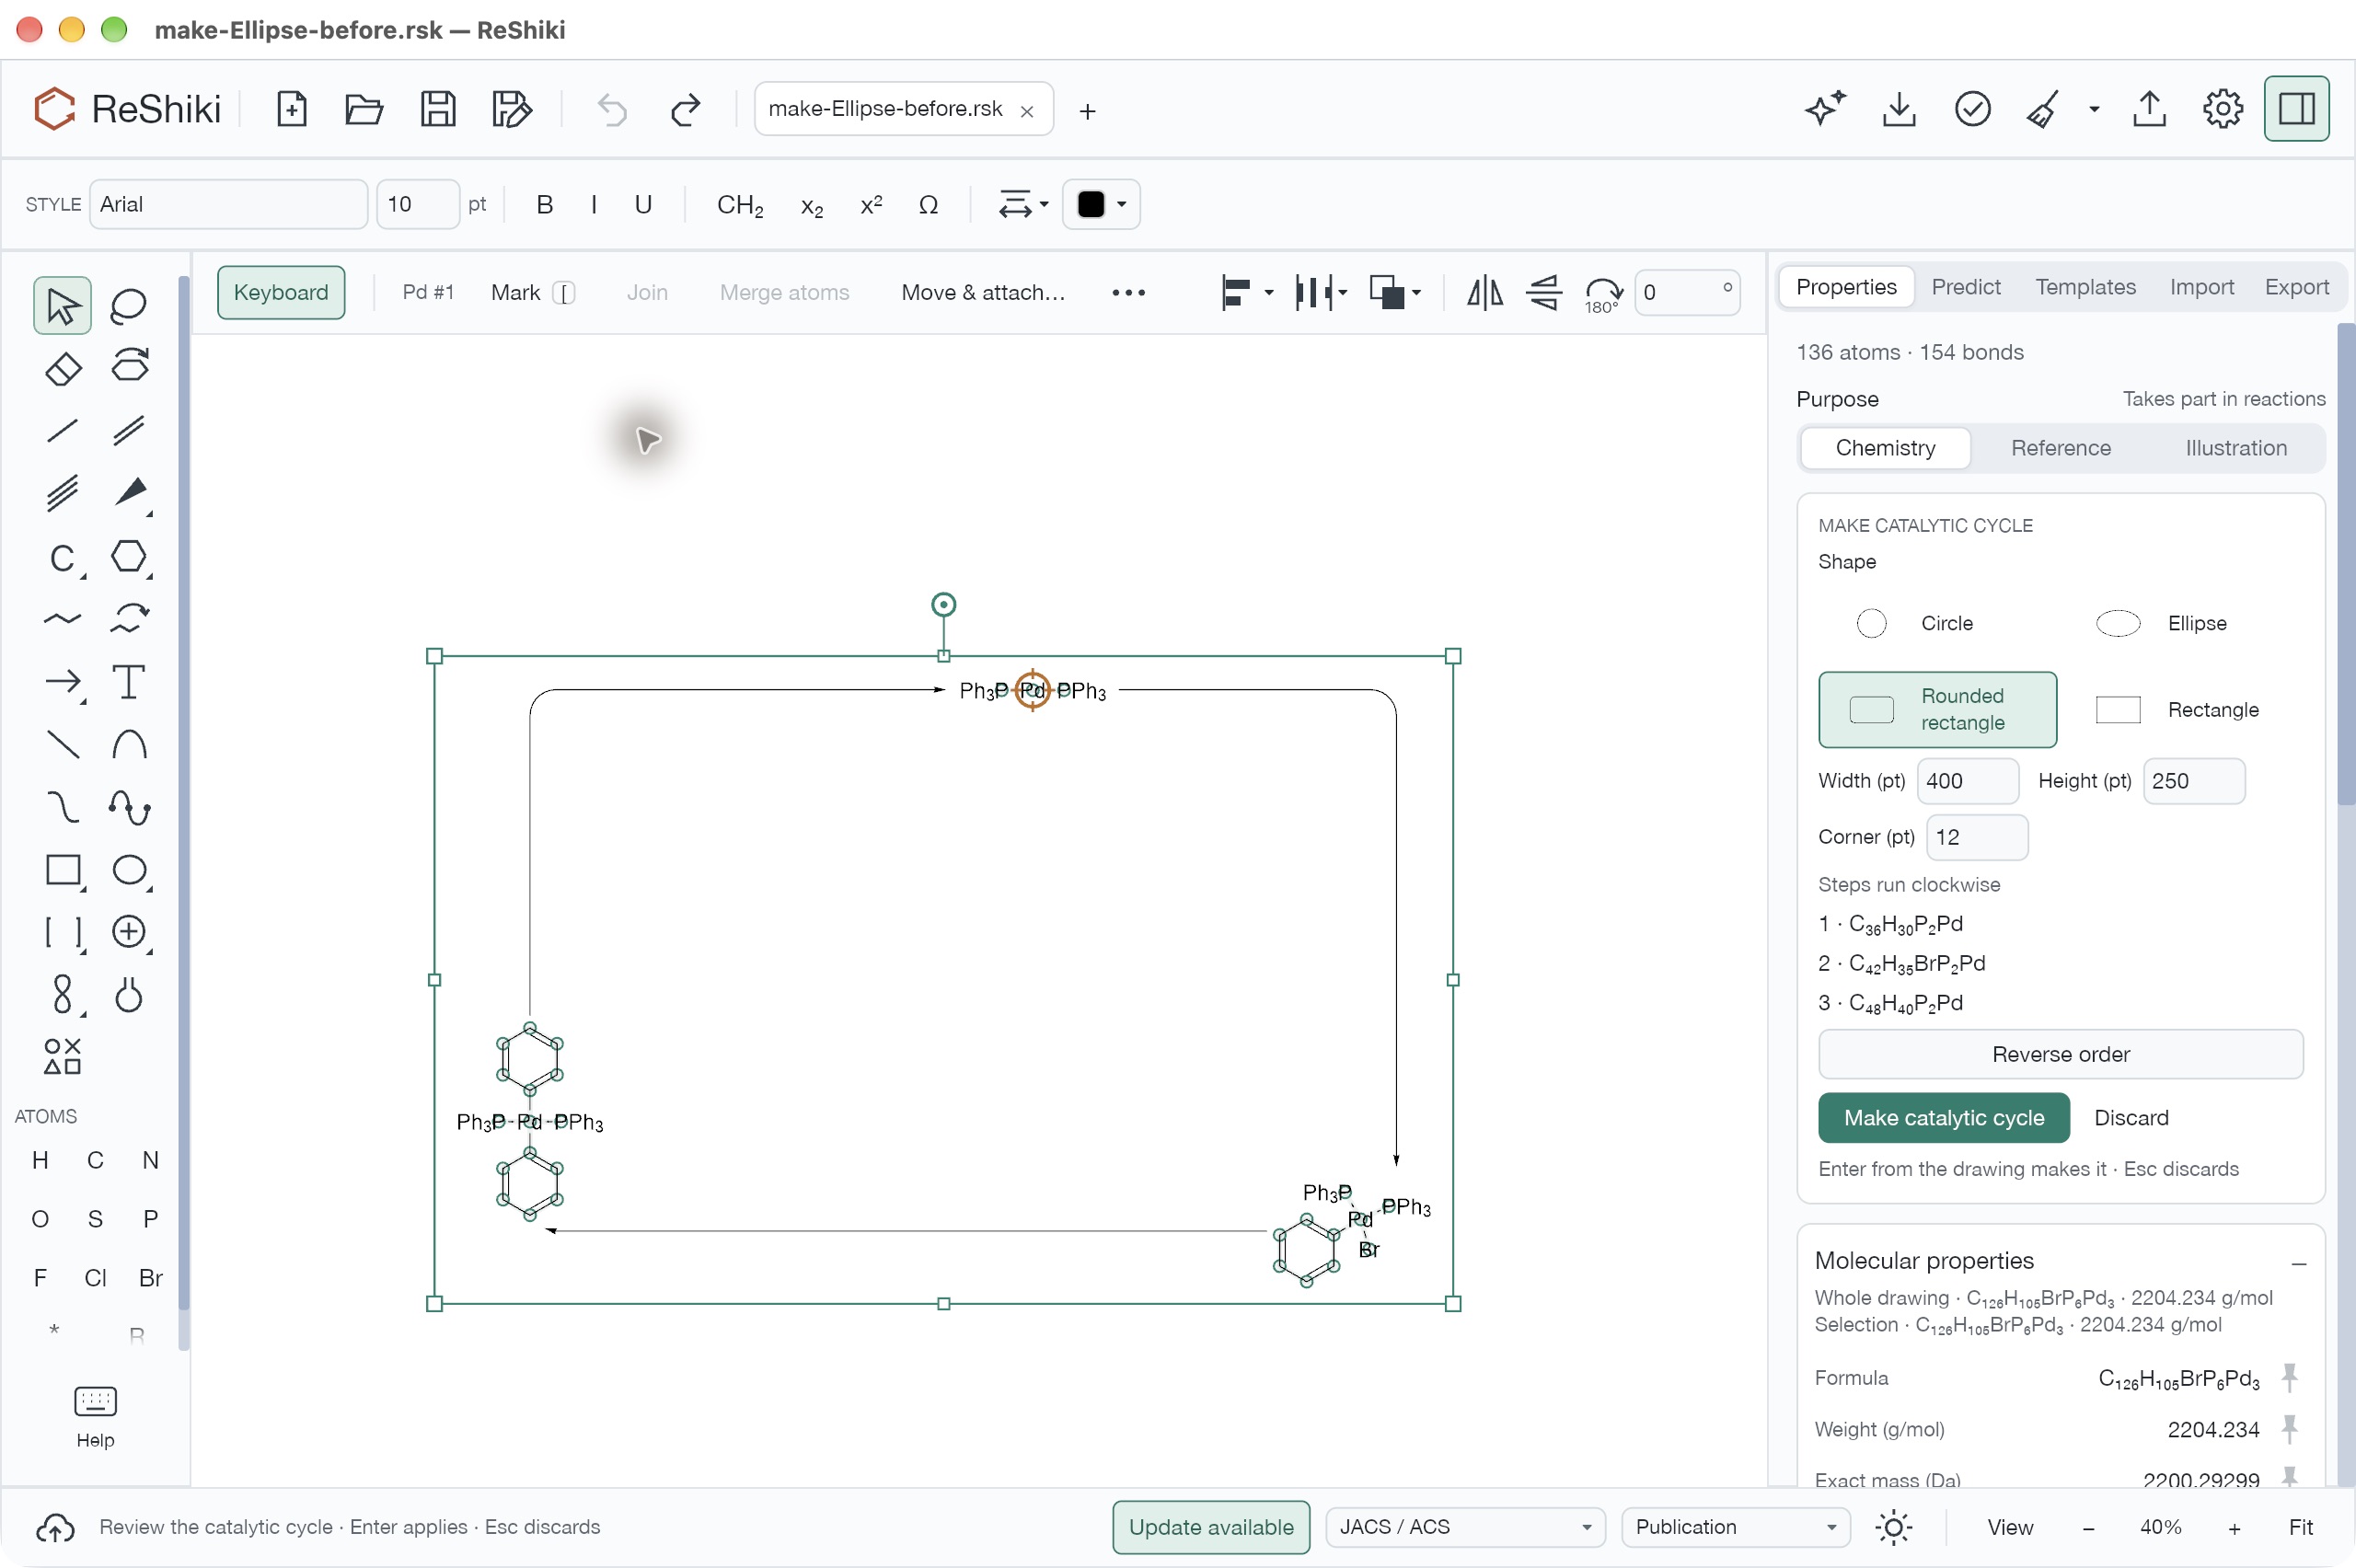 make-Ellipse-before.rsk — ReShiki
ReShiki
make-Ellipse-before.rsk × +
STYLE Arial 10 pt B I U CH₂ x₂ x² Ω
Keyboard Pd #1 Mark [ Join Merge atoms Move & attach… 180° 0 °
Properties Predict Templates Import Export
136 atoms · 154 bonds
Purpose Takes part in reactions
Chemistry Reference Illustration
MAKE CATALYTIC CYCLE
Shape
Circle Ellipse
Rounded
rectangle
Rectangle
Width (pt) 400 Height (pt) 250
Corner (pt) 12
Steps run clockwise
1 · C₃₆H₃₀P₂Pd
2 · C₄₂H₃₅BrP₂Pd
3 · C₄₈H₄₀P₂Pd
Reverse order
Make catalytic cycle Discard
Enter from the drawing makes it · Esc discards
Molecular properties
Whole drawing · C₁₂₆H₁₀₅BrP₆Pd₃ · 2204.234 g/mol
Selection · C₁₂₆H₁₀₅BrP₆Pd₃ · 2204.234 g/mol
Formula C₁₂₆H₁₀₅BrP₆Pd₃
Weight (g/mol) 2204.234
Exact mass (Da) 2200.29299
Ph₃P Pd PPh₃
Ph₃P Pd PPh₃
Ph₃P
PPh₃
Pd
Br
C
T
[ ]
ATOMS
H C N
O S P
F Cl Br
* R
Help
Review the catalytic cycle · Enter applies · Esc discards
Update available JACS / ACS Publication View − 40% + Fit